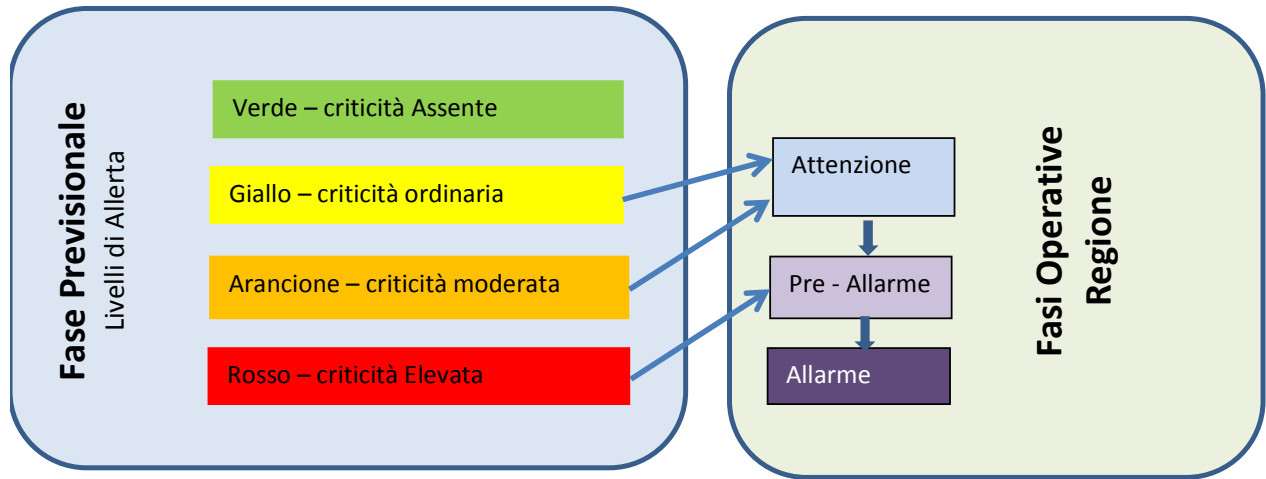 Fase Previsionale
Livelli di Allerta
Verde – criticità Assente
Giallo – criticità ordinaria
Arancione – criticità moderata
Rosso – criticità Elevata
Attenzione
Pre - Allarme
Allarme
Fasi Operative
Regione